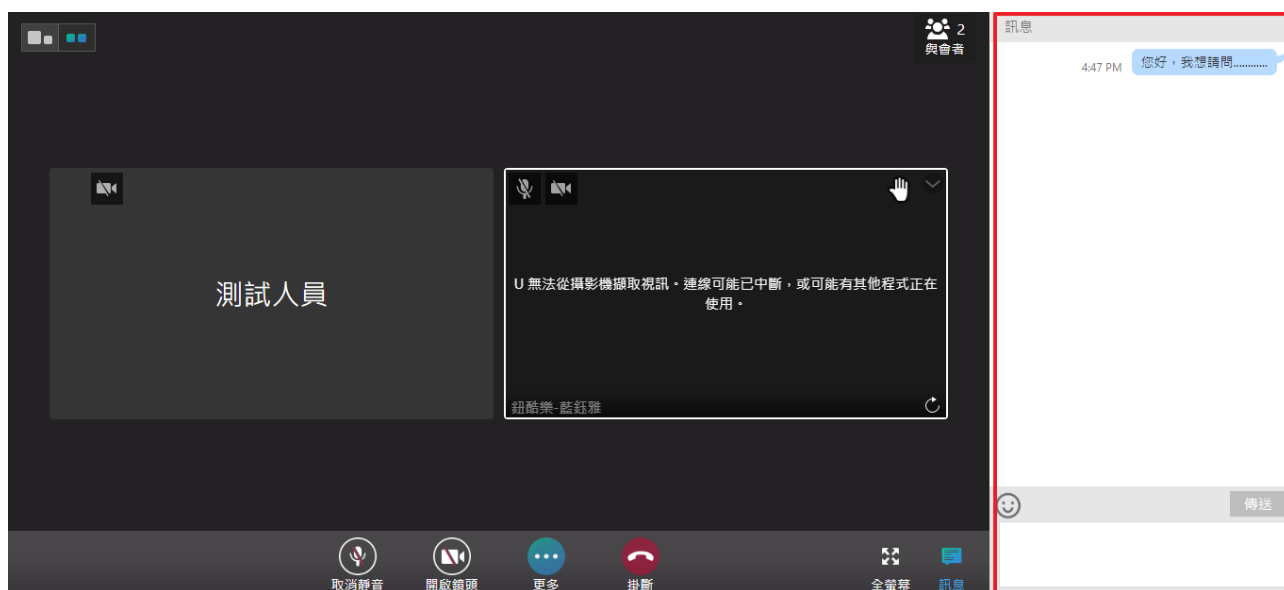 2
與會者
訊息
4:47 PM
您好，我想請問............
測試人員
U 無法從攝影機擷取視訊。連線可能已中斷，或可能有其他程式正在
使用。
鈕酷樂-藍鈺雅
傳送
取消靜音
開啟鏡頭
更多
掛斷
全螢幕
訊息